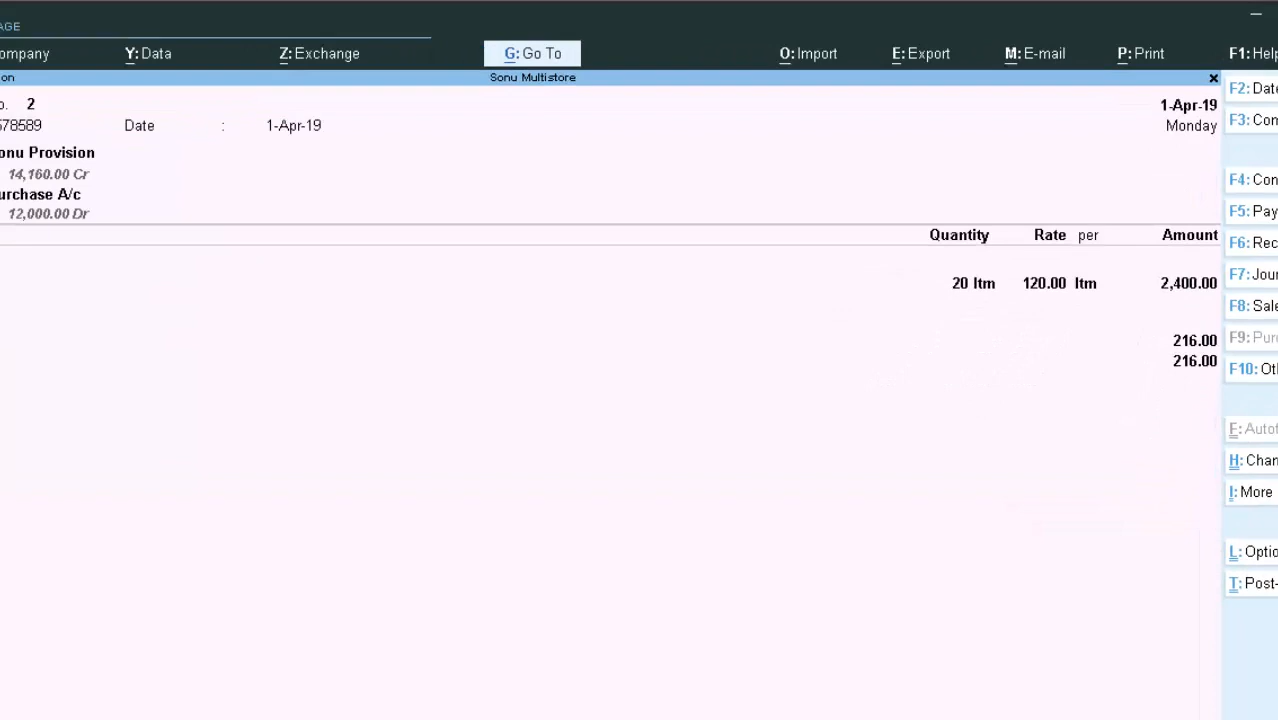 AGE
ompany Y: Data Z: Exchange G: Go To O: Import E: Export M: E-mail P: Print F1: Help
on Sonu Multistore x
o. 2 1-Apr-19 F2: Date
578589 Date : 1-Apr-19 Monday F3: Com
onu Provision
14,160.00 Cr F4: Con
urchase A/c
12,000.00 Dr F5: Pay
Quantity Rate per Amount F6: Rec
F7: Jour
20 Itm 120.00 Itm 2,400.00
F8: Sale
216.00 F9: Pur
216.00 F10: Oth
F: Autof
H: Chan
I: More
L: Optio
T: Post-